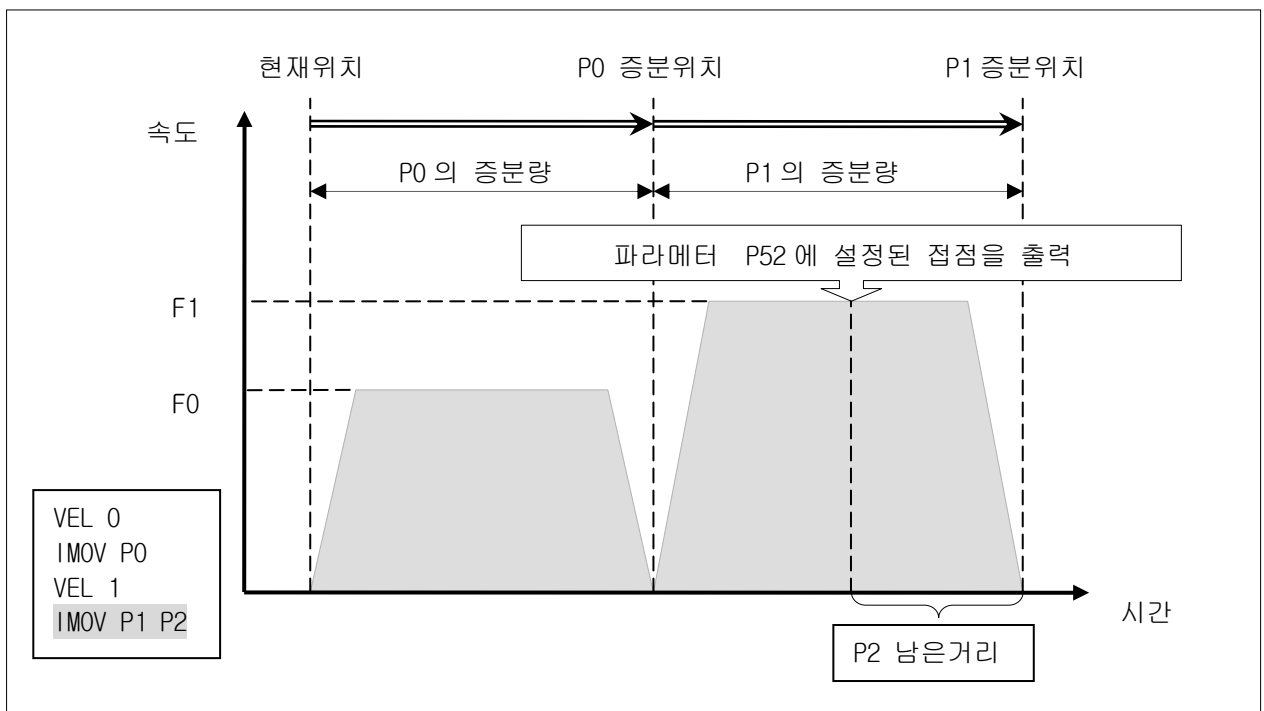 현재위치 P0 증분위치 P1 증분위치
속도
P0 의 증분량 P1 의 증분량
파라메터 P52 에 설정된 접점을 출력
F1
F0
VEL 0
IMOV P0
VEL 1
IMOV P1 P2
시간
P2 남은거리